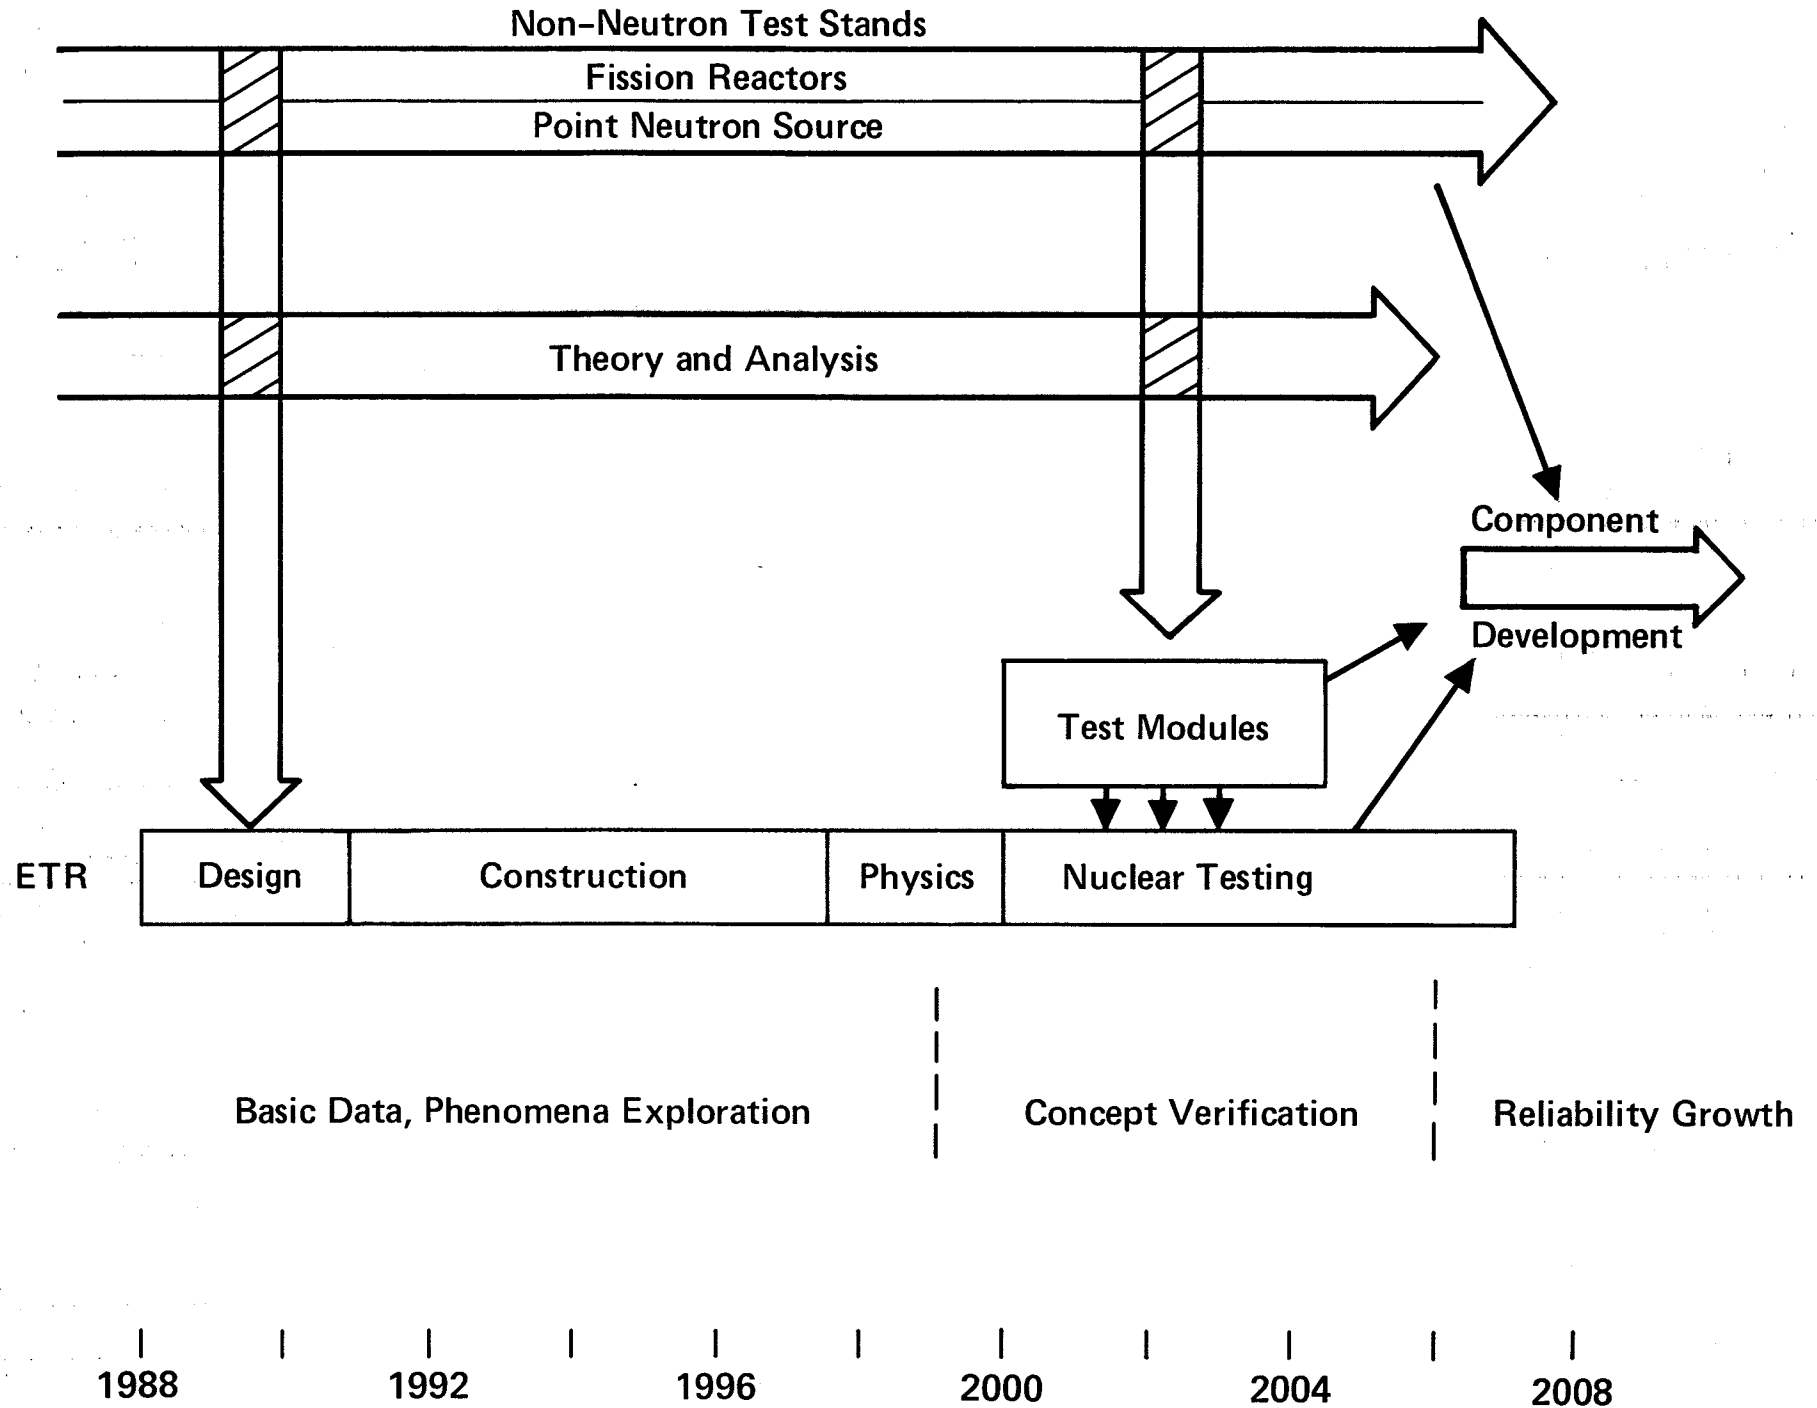 Non-Neutron Test Stands
Fission Reactors
Point Neutron Source
Theory and Analysis
Component
Development
Test Modules
ETR
Design
Construction
Physics
Nuclear Testing
Basic Data, Phenomena Exploration
Concept Verification
Reliability Growth
1988
1992
1996
2000
2004
2008